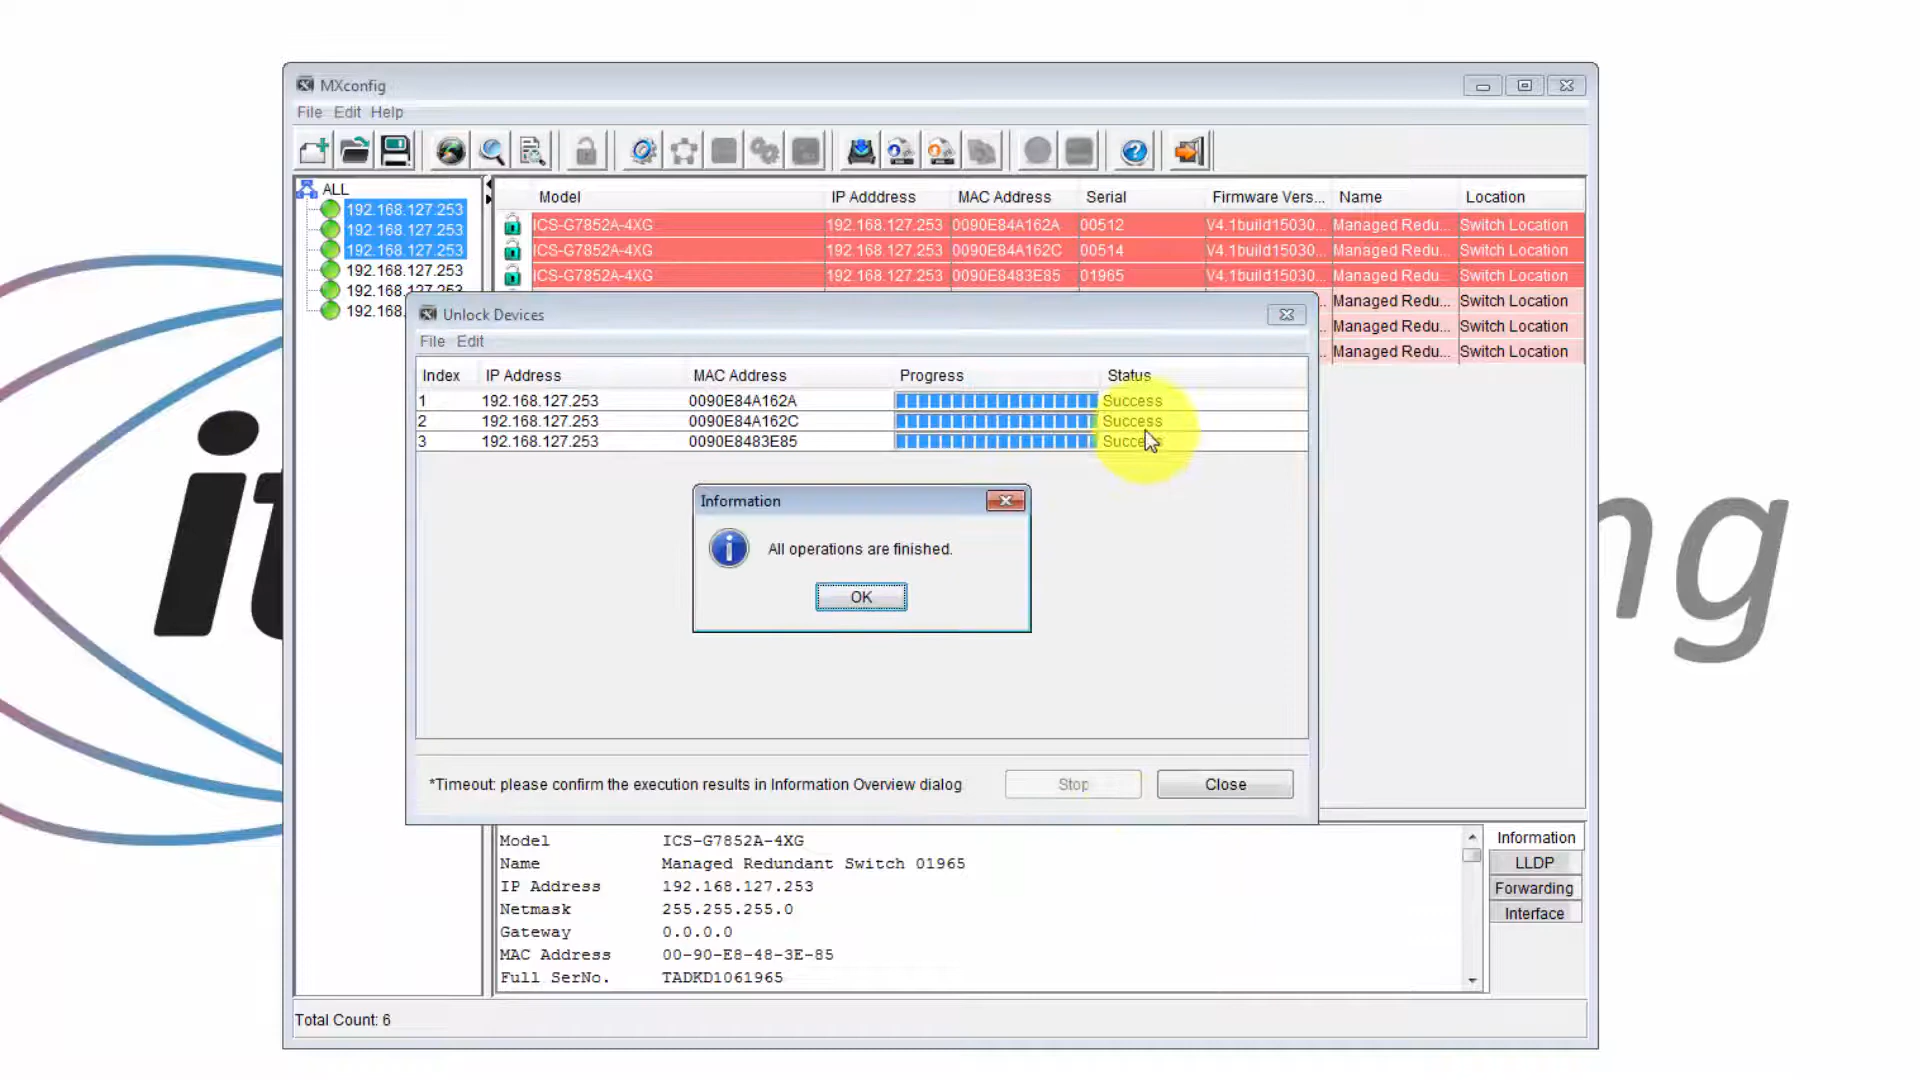 MXconfig
File Edit Help
ALL
192.168.127.253
192.168.127.253
192.168.127.253
192.168.127.253
192.168.127.253
192.168.
Model IP Adddress MAC Address Serial Firmware Vers... Name Location
ICS-G7852A-4XG 192.168.127.253 0090E84A162A 00512 V4.1build15030... Managed Redu... Switch Location
ICS-G7852A-4XG 192.168.127.253 0090E84A162C 00514 V4.1build15030... Managed Redu... Switch Location
ICS-G7852A-4XG 192.168.127.253 0090E8483E85 01965 V4.1build15030... Managed Redu... Switch Location
Managed Redu... Switch Location
Managed Redu... Switch Location
Managed Redu... Switch Location
Unlock Devices
File Edit
Index IP Address MAC Address Progress Status
1 192.168.127.253 0090E84A162A Success
2 192.168.127.253 0090E84A162C Success
3 192.168.127.253 0090E8483E85 Success
Information
All operations are finished.
OK
*Timeout: please confirm the execution results in Information Overview dialog
Stop
Close
Model ICS-G7852A-4XG
Name Managed Redundant Switch 01965
IP Address 192.168.127.253
Netmask 255.255.255.0
Gateway 0.0.0.0
MAC Address 00-90-E8-48-3E-85
Full SerNo. TADKD1061965
Information
LLDP
Forwarding
Interface
Total Count: 6